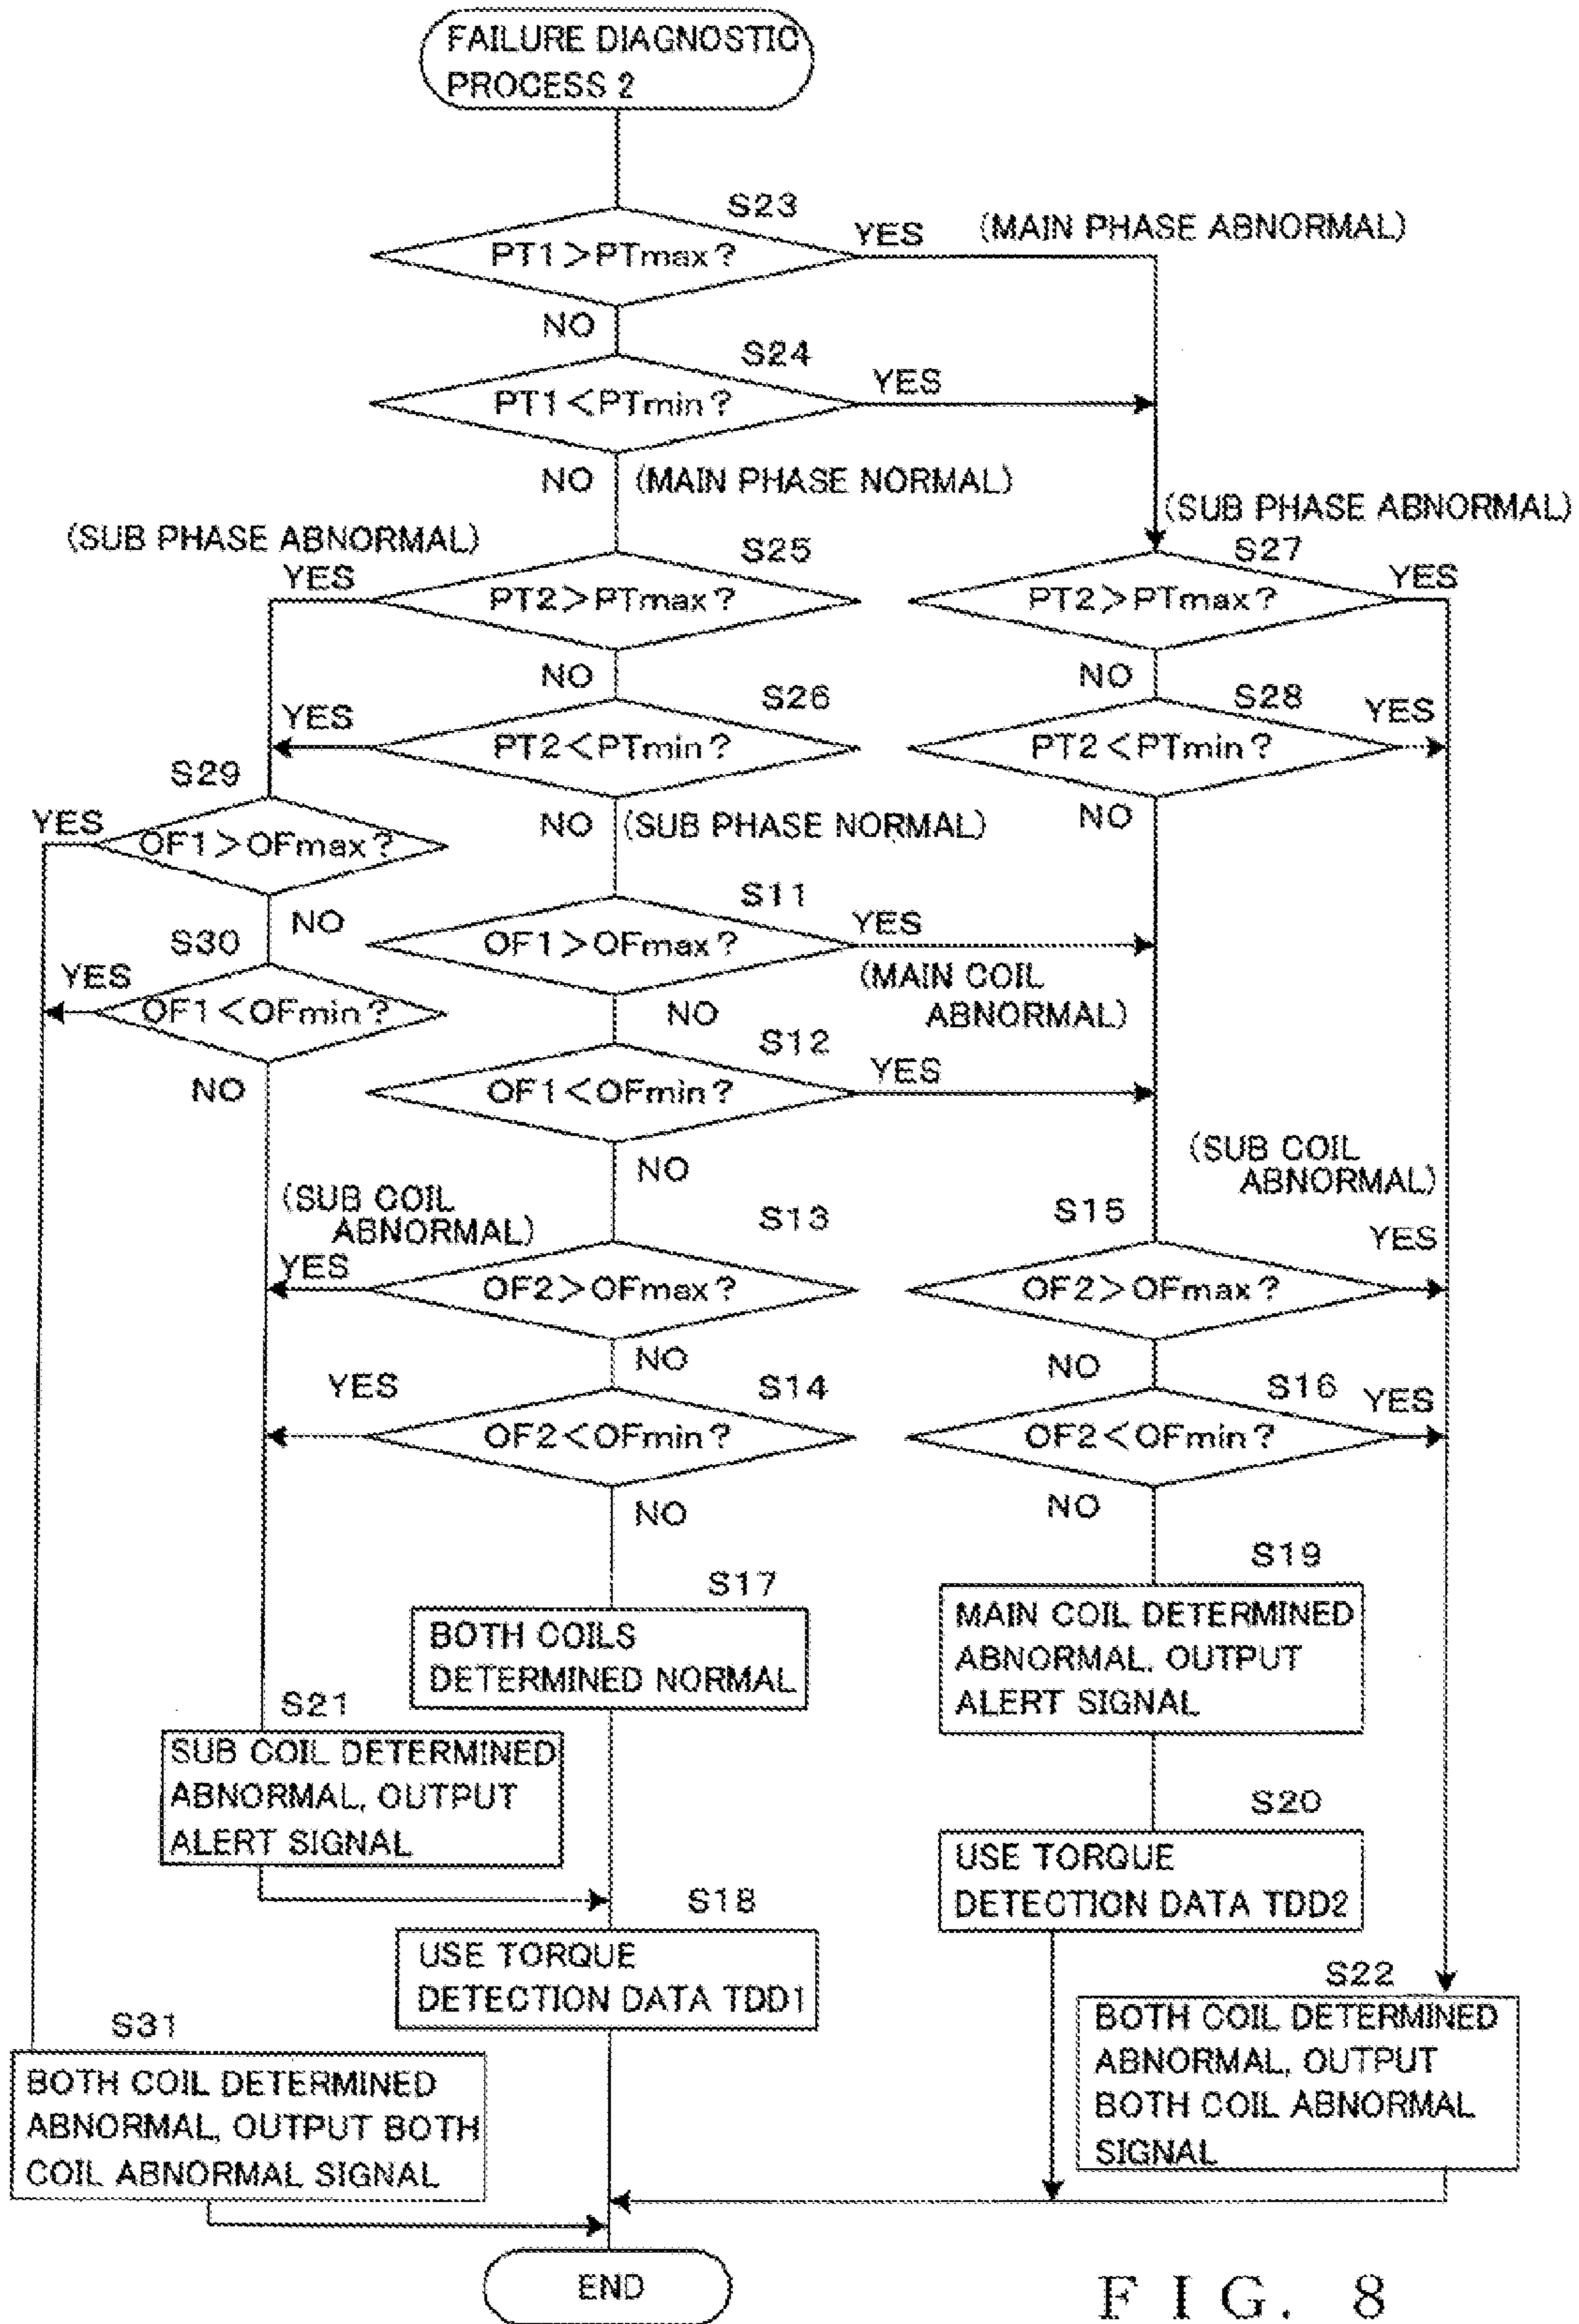 FAILURE DIAGNOSTIC
PROCESS 2
S23
PT1>PTmax?
YES
(MAIN PHASE ABNORMAL)
NO
S24
PT1<PTmin?
YES
NO
(MAIN PHASE NORMAL)
(SUB PHASE ABNORMAL)
(SUB PHASE ABNORMAL)
YES
S25
PT2>PTmax?
S27
PT2>PTmax?
YES
NO
NO
YES
S26
PT2<PTmin?
S28
PT2<PTmin?
YES
S29
YES
OF1>OFmax?
NO
(SUB PHASE NORMAL)
NO
NO
S11
OF1>OFmax?
YES
(MAIN COIL
ABNORMAL)
S30
YES
OF1<OFmin?
NO
NO
S12
OF1<OFmin?
YES
NO
(SUB COIL
ABNORMAL)
(SUB COIL
ABNORMAL)
YES
S13
OF2>OFmax?
S15
OF2>OFmax?
YES
NO
NO
YES
S14
OF2<OFmin?
S16
OF2<OFmin?
YES
NO
NO
S17
BOTH COILS
DETERMINED NORMAL
S19
MAIN COIL DETERMINED
ABNORMAL, OUTPUT
ALERT SIGNAL
S21
SUB COIL DETERMINED
ABNORMAL, OUTPUT
ALERT SIGNAL
S20
USE TORQUE
DETECTION DATA TDD2
S18
USE TORQUE
DETECTION DATA TDD1
S22
BOTH COIL DETERMINED
ABNORMAL, OUTPUT
BOTH COIL ABNORMAL
SIGNAL
S31
BOTH COIL DETERMINED
ABNORMAL, OUTPUT BOTH
COIL ABNORMAL SIGNAL
END
FIG. 8